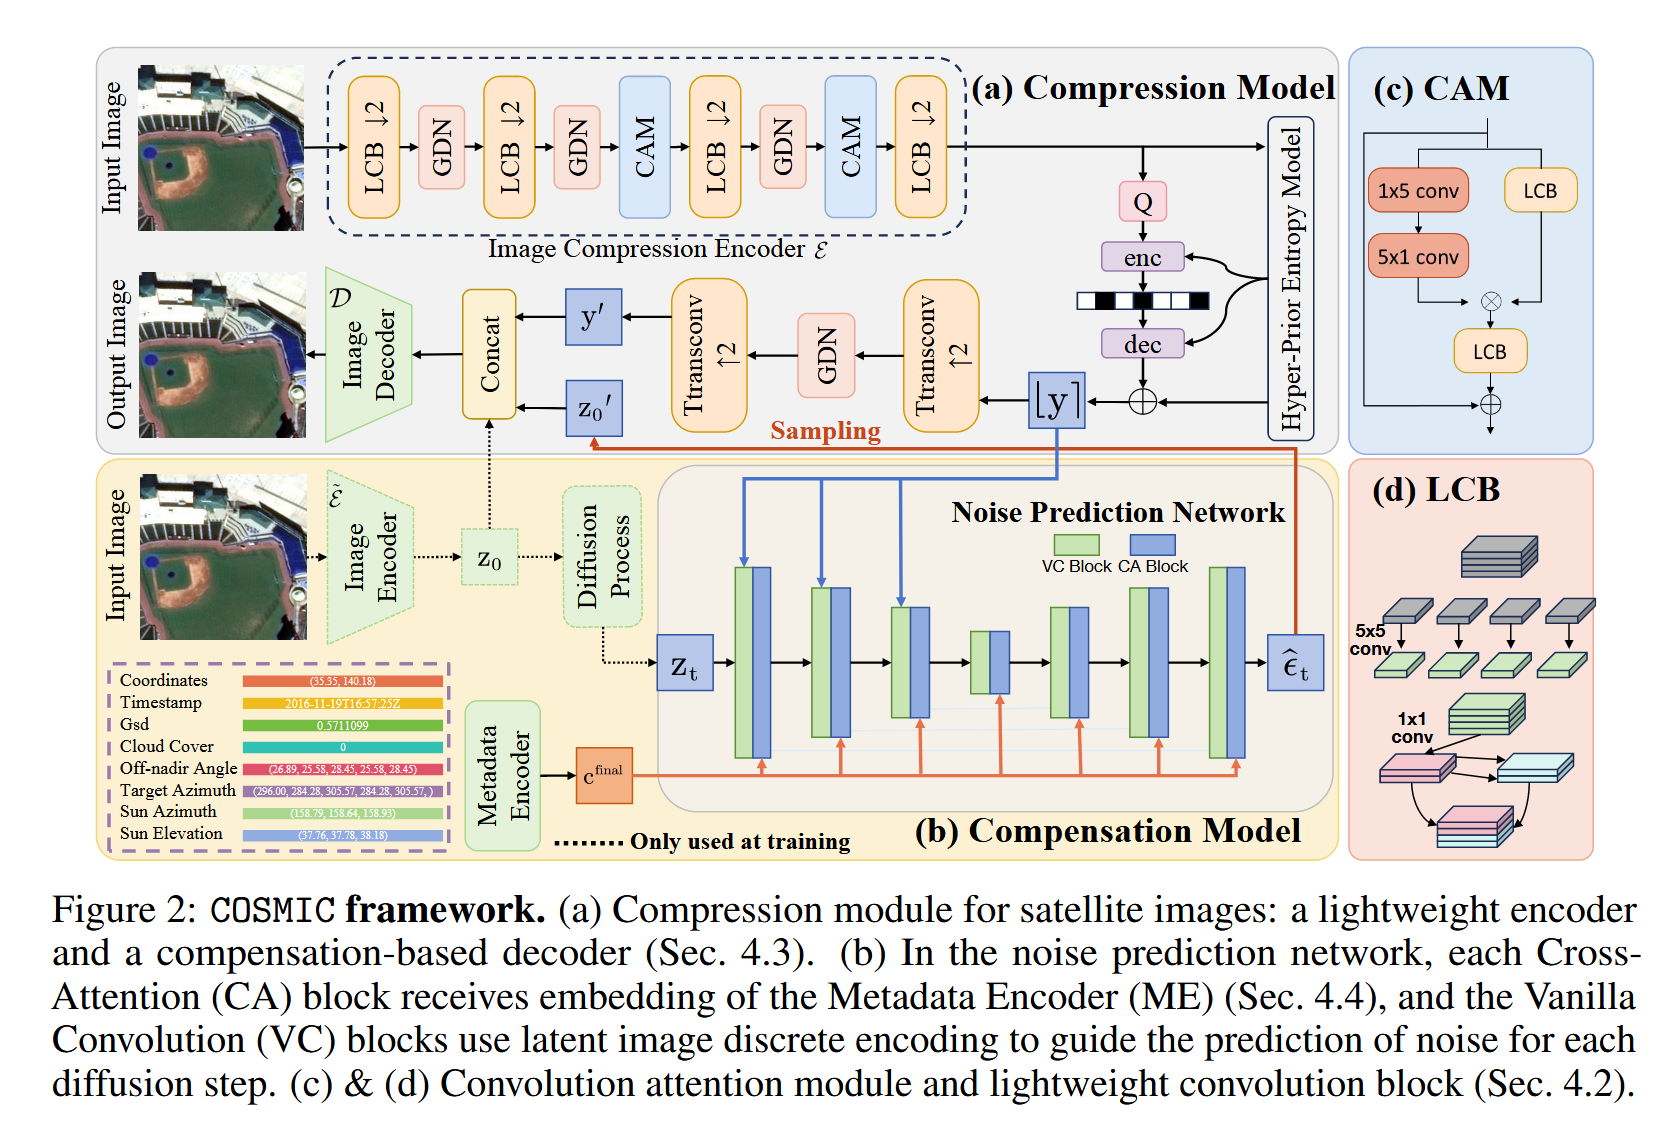 (a) Compression Model
Input Image
LCB ↓2
GDN
LCB ↓2
GDN
CAM
LCB ↓2
GDN
CAM
LCB ↓2
Image Compression Encoder ℰ
Q
enc
dec
Hyper-Prior Entropy Model
⌊y⌉
Ttransconv ↑2
GDN
Ttransconv ↑2
y′
z₀′
Concat
𝒟
Image Decoder
Output Image
Sampling
Input Image
ℰ̃
Image Encoder
z₀
Diffusion Process
Noise Prediction Network
VC Block
CA Block
zₜ
ϵ̂ₜ
Coordinates (35.35, 140.18)
Timestamp 2016-11-19T16:57:25Z
Gsd 0.5711099
Cloud Cover 0
Off-nadir Angle (26.89, 25.58, 28.45, 25.58, 28.45)
Target Azimuth (296.00, 284.28, 305.57, 284.28, 305.57, )
Sun Azimuth (158.79, 158.64, 158.93)
Sun Elevation (37.76, 37.78, 38.18)
Metadata Encoder
c^final
Only used at training
(b) Compensation Model
(c) CAM
1x5 conv
LCB
5x1 conv
LCB
(d) LCB
5x5
conv
1x1
conv
Figure 2: COSMIC framework. (a) Compression module for satellite images: a lightweight encoder
and a compensation-based decoder (Sec. 4.3). (b) In the noise prediction network, each Cross-
Attention (CA) block receives embedding of the Metadata Encoder (ME) (Sec. 4.4), and the Vanilla
Convolution (VC) blocks use latent image discrete encoding to guide the prediction of noise for each
diffusion step. (c) & (d) Convolution attention module and lightweight convolution block (Sec. 4.2).